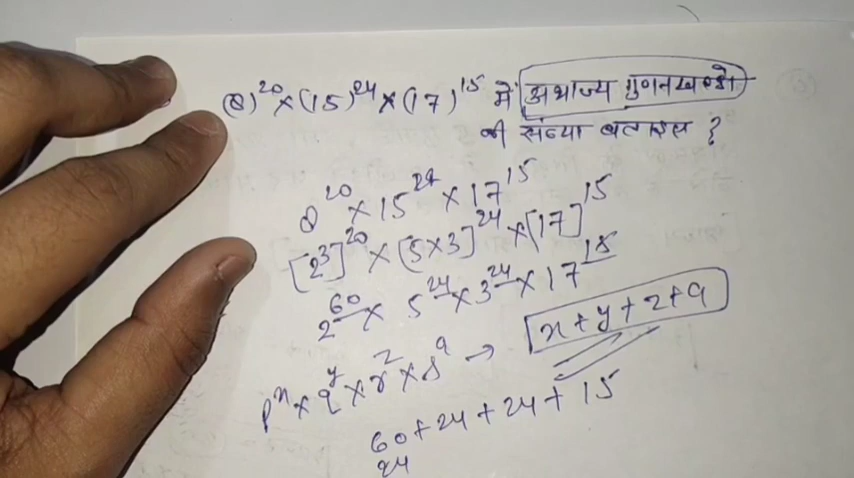 (8)^20 × (15)^24 × (17)^15 में अभाज्य गुणनखण्डो
की संख्या बताइए ?
8^20 × 15^24 × 17^15
[2^3]^20 × [5×3]^24 × [17]^15
2^60 × 5^24 × 3^24 × 17^15
p^x × q^y × r^z × s^a → x + y + z + a
60 + 24 + 24 + 15
24